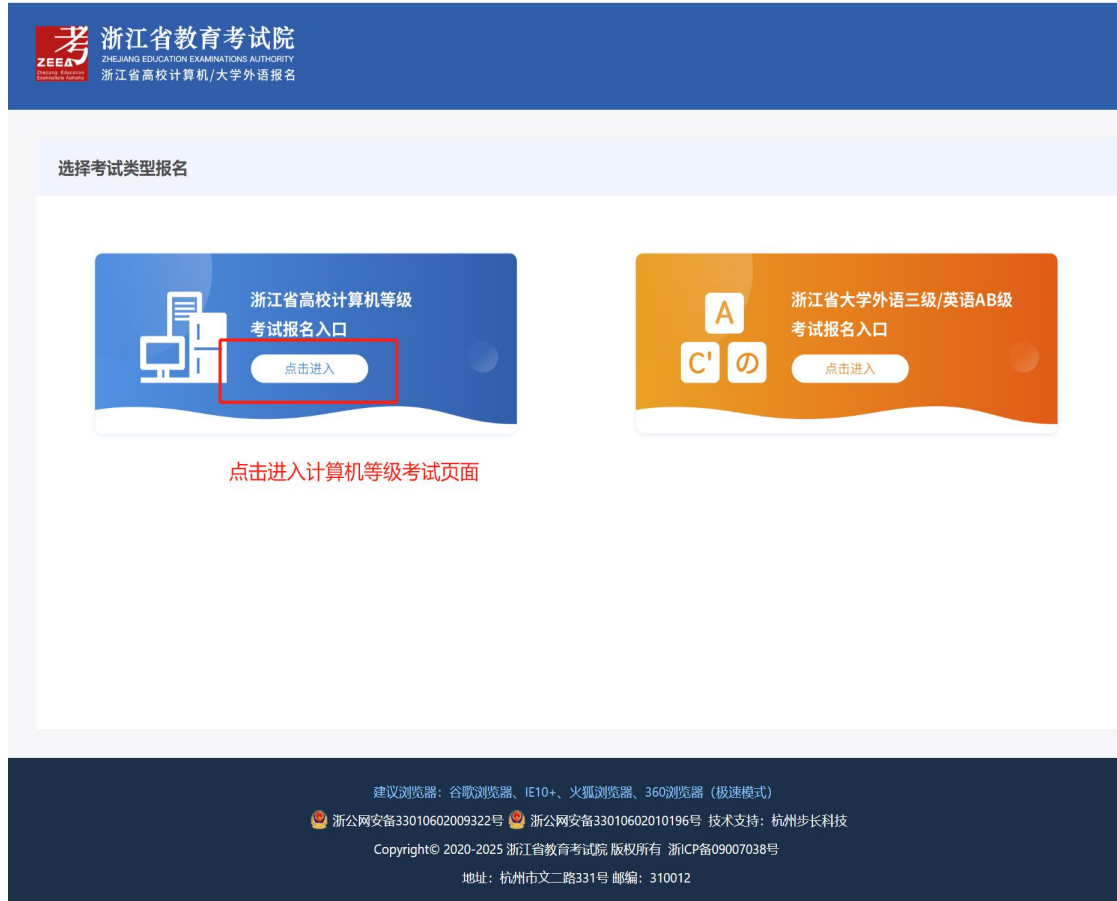 考
ZEEA
Zhejiang Education
Examinations Authority
浙江省教育考试院
ZHEJIANG EDUCATION EXAMINATIONS AUTHORITY
浙江省高校计算机/大学外语报名
选择考试类型报名
浙江省高校计算机等级
考试报名入口
点击进入
A
C' の
浙江省大学外语三级/英语AB级
考试报名入口
点击进入
点击进入计算机等级考试页面
建议浏览器：谷歌浏览器、IE10+、火狐浏览器、360浏览器（极速模式）
浙公网安备33010602009322号 浙公网安备33010602010196号 技术支持：杭州步长科技
Copyright© 2020-2025 浙江省教育考试院 版权所有 浙ICP备09007038号
地址：杭州市文二路331号 邮编：310012